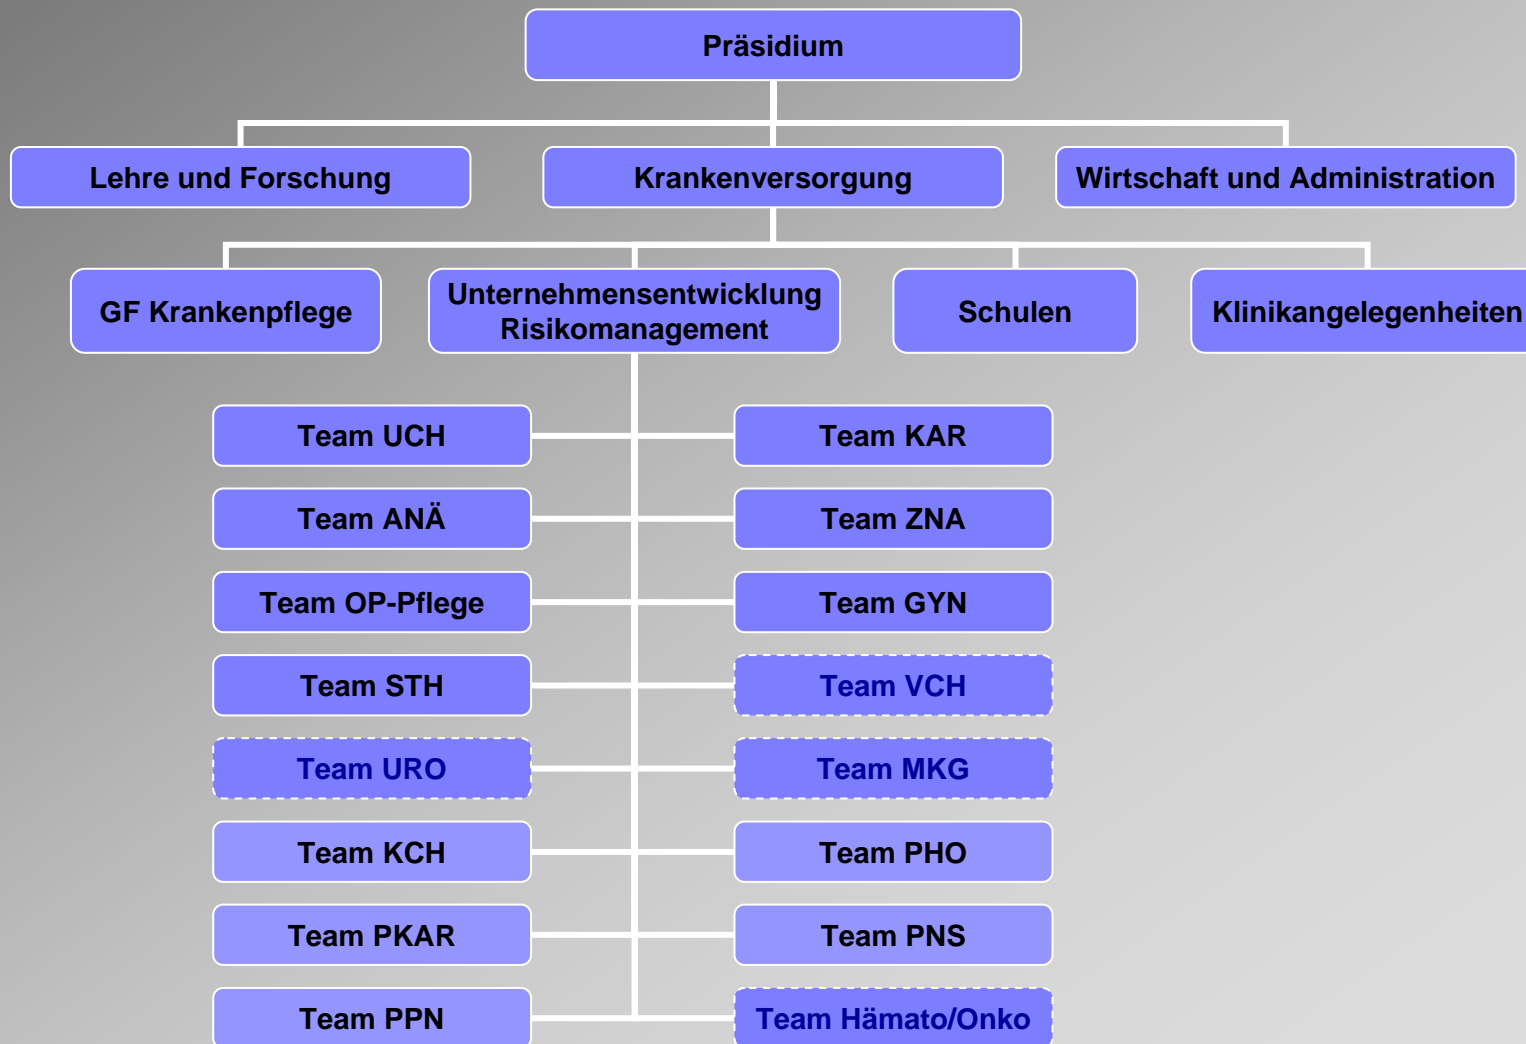 Präsidium
Lehre und Forschung
Krankenversorgung
Wirtschaft und Administration
GF Krankenpflege
Unternehmensentwicklung
Risikomanagement
Schulen
Klinikangelegenheiten
Team UCH
Team KAR
Team ANÄ
Team ZNA
Team OP-Pflege
Team GYN
Team STH
Team VCH
Team URO
Team MKG
Team KCH
Team PHO
Team PKAR
Team PNS
Team PPN
Team Hämato/Onko